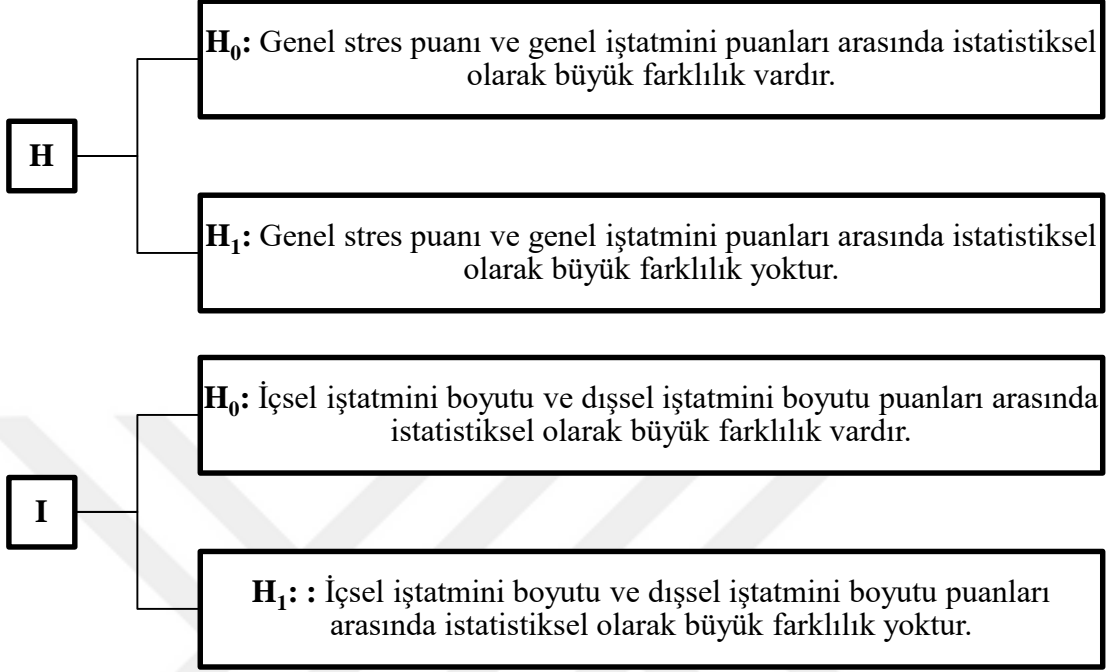 H₀: Genel stres puanı ve genel iştatmini puanları arasında istatistiksel
olarak büyük farklılık vardır.
H
H₁: Genel stres puanı ve genel iştatmini puanları arasında istatistiksel
olarak büyük farklılık yoktur.
H₀: İçsel iştatmini boyutu ve dışsel iştatmini boyutu puanları arasında
istatistiksel olarak büyük farklılık vardır.
I
H₁: : İçsel iştatmini boyutu ve dışsel iştatmini boyutu puanları
arasında istatistiksel olarak büyük farklılık yoktur.